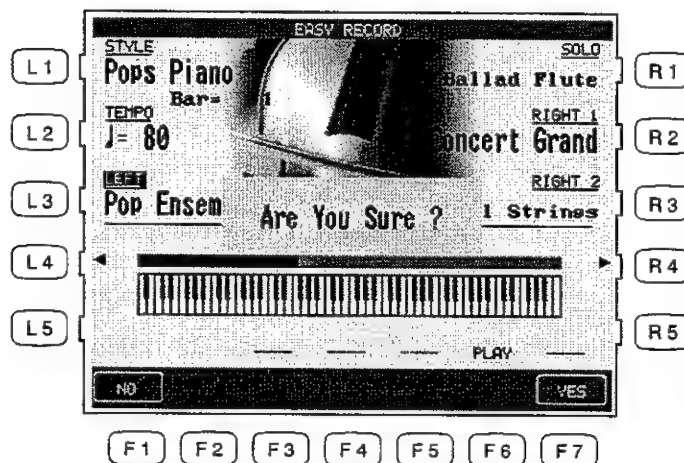 EASY RECORD
L1
STYLE
Pops Piano
Bar= 1
SOLO
Ballad Flute
R1
L2
TEMPO
♩= 80
RIGHT 1
Concert Grand
R2
L3
LEFT
Pop Ensem
Are You Sure ?
RIGHT 2
1 Strings
R3
L4
R4
L5
PLAY
R5
NO
YES
F1 F2 F3 F4 F5 F6 F7